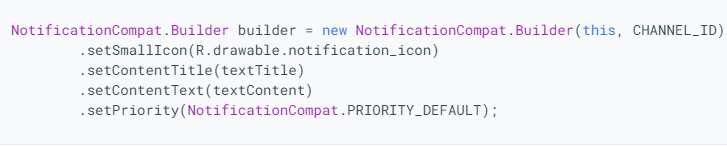 NotificationCompat.Builder builder = new NotificationCompat.Builder(this, CHANNEL_ID)
        .setSmallIcon(R.drawable.notification_icon)
        .setContentTitle(textTitle)
        .setContentText(textContent)
        .setPriority(NotificationCompat.PRIORITY_DEFAULT);